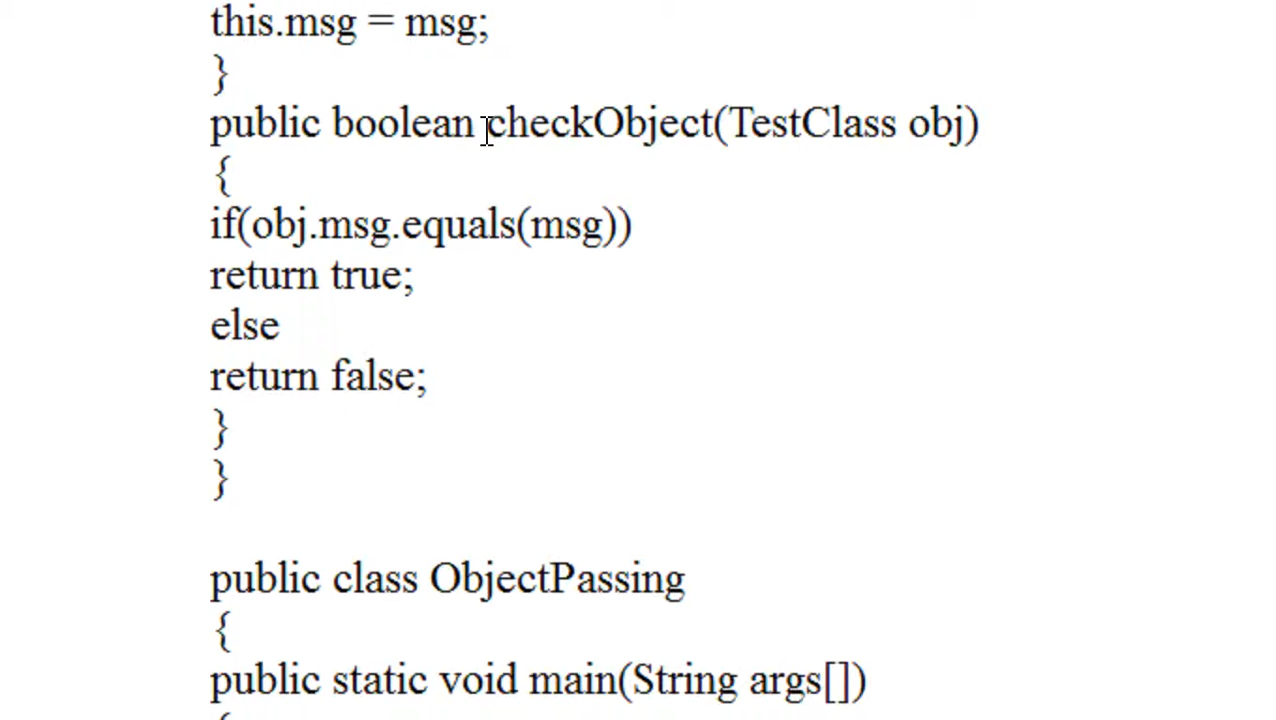 this.msg = msg;
}
public boolean checkObject(TestClass obj)
{
if(obj.msg.equals(msg))
return true;
else
return false;
}
}
public class ObjectPassing
{
public static void main(String args[])
{